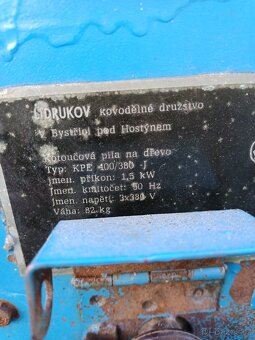 MORUKOV kovodělné družstvo
v Bystřici pod Hostýnem
Kotoučová pila na dřevo
Typ: KPE 400/380 -J
jmen. příkon: 1,5 kW
jmen. kmitočet: 50 Hz
jmen. napětí: 3x380 V
Váha: 82 kg